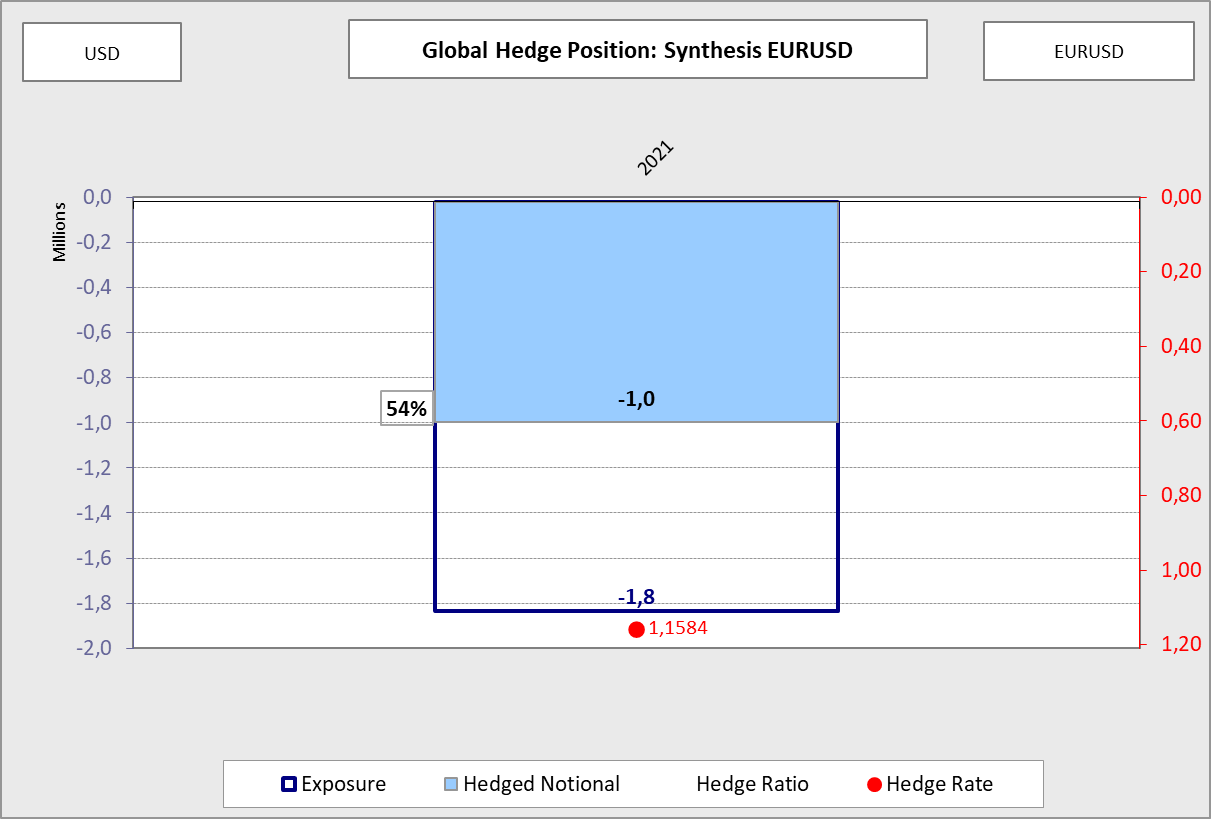 USD
Global Hedge Position: Synthesis EURUSD
EURUSD
2021
Millions
0,0
-0,2
-0,4
-0,6
-0,8
-1,0
-1,2
-1,4
-1,6
-1,8
-2,0
54%
-1,0
-1,8
1,1584
0,00
0,20
0,40
0,60
0,80
1,00
1,20
Exposure
Hedged Notional
Hedge Ratio
Hedge Rate